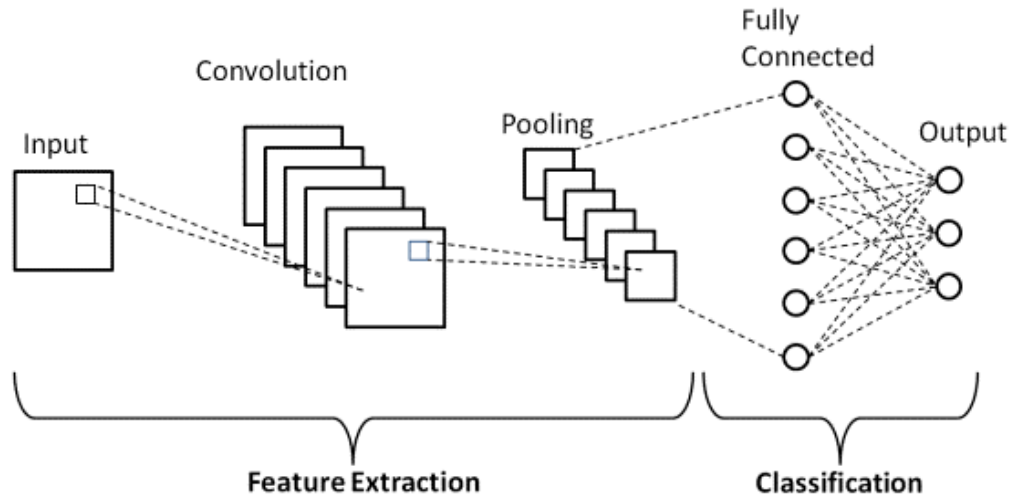 Fully
Connected
Convolution
Pooling
Output
Input
Feature Extraction
Classification